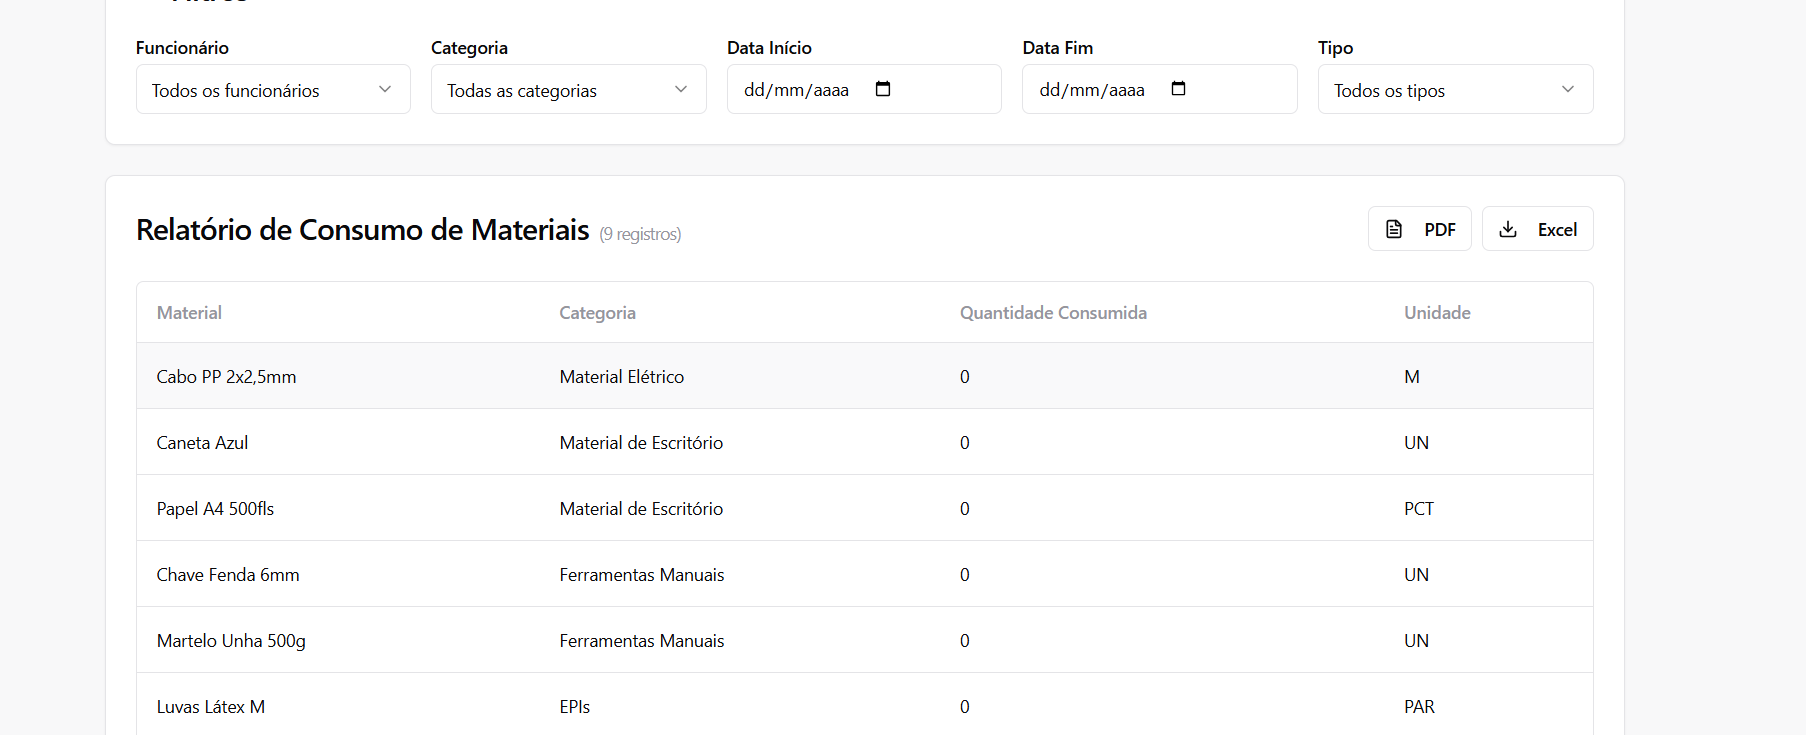 Filtros
Funcionário Categoria Data Início Data Fim Tipo
Todos os funcionários Todas as categorias dd/mm/aaaa dd/mm/aaaa Todos os tipos
Relatório de Consumo de Materiais (9 registros) PDF Excel
Material Categoria Quantidade Consumida Unidade
Cabo PP 2x2,5mm Material Elétrico 0 M
Caneta Azul Material de Escritório 0 UN
Papel A4 500fls Material de Escritório 0 PCT
Chave Fenda 6mm Ferramentas Manuais 0 UN
Martelo Unha 500g Ferramentas Manuais 0 UN
Luvas Látex M EPIs 0 PAR